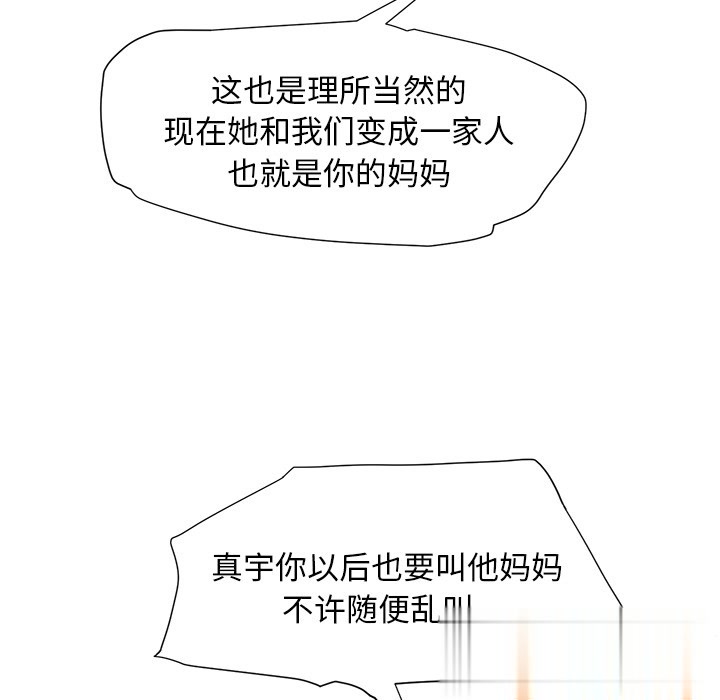 这也是理所当然的
现在她和我们变成一家人
也就是你的妈妈
真宇你以后也要叫他妈妈
不许随便乱叫